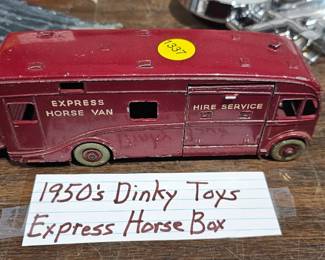 1337
EXPRESS
HORSE VAN
HIRE SERVICE
1950's Dinky Toys
Express Horse Box